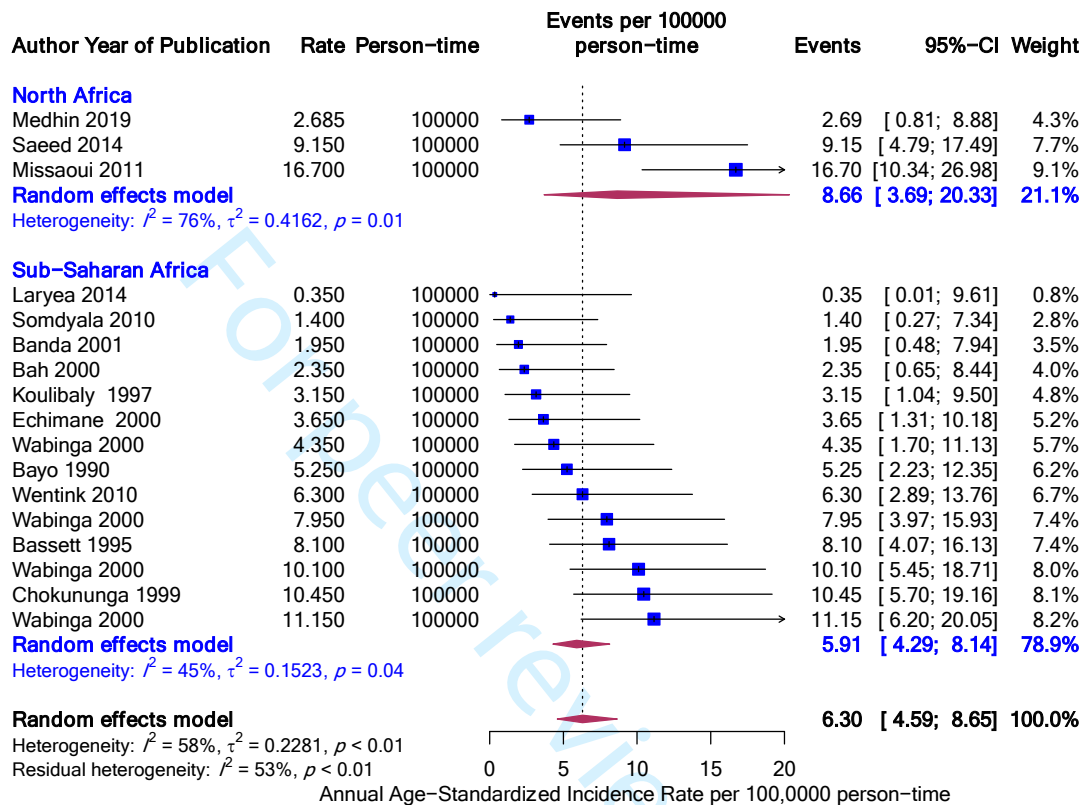 Events per 100000
Author Year of Publication Rate Person−time person−time Events 95%−CI Weight
North Africa
Medhin 2019 2.685 100000 2.69 [ 0.81; 8.88] 4.3%
Saeed 2014 9.150 100000 9.15 [ 4.79; 17.49] 7.7%
Missaoui 2011 16.700 100000 16.70 [10.34; 26.98] 9.1%
Random effects model 8.66 [ 3.69; 20.33] 21.1%
Heterogeneity: I² = 76%, τ² = 0.4162, p = 0.01
Sub−Saharan Africa
Laryea 2014 0.350 100000 0.35 [ 0.01; 9.61] 0.8%
Somdyala 2010 1.400 100000 1.40 [ 0.27; 7.34] 2.8%
Banda 2001 1.950 100000 1.95 [ 0.48; 7.94] 3.5%
Bah 2000 2.350 100000 2.35 [ 0.65; 8.44] 4.0%
Koulibaly 1997 3.150 100000 3.15 [ 1.04; 9.50] 4.8%
Echimane 2000 3.650 100000 3.65 [ 1.31; 10.18] 5.2%
Wabinga 2000 4.350 100000 4.35 [ 1.70; 11.13] 5.7%
Bayo 1990 5.250 100000 5.25 [ 2.23; 12.35] 6.2%
Wentink 2010 6.300 100000 6.30 [ 2.89; 13.76] 6.7%
Wabinga 2000 7.950 100000 7.95 [ 3.97; 15.93] 7.4%
Bassett 1995 8.100 100000 8.10 [ 4.07; 16.13] 7.4%
Wabinga 2000 10.100 100000 10.10 [ 5.45; 18.71] 8.0%
Chokununga 1999 10.450 100000 10.45 [ 5.70; 19.16] 8.1%
Wabinga 2000 11.150 100000 11.15 [ 6.20; 20.05] 8.2%
Random effects model 5.91 [ 4.29; 8.14] 78.9%
Heterogeneity: I² = 45%, τ² = 0.1523, p = 0.04
Random effects model 6.30 [ 4.59; 8.65] 100.0%
Heterogeneity: I² = 58%, τ² = 0.2281, p < 0.01
Residual heterogeneity: I² = 53%, p < 0.01
0 5 10 15 20
Annual Age−Standardized Incidence Rate per 100,0000 person−time
For peer review